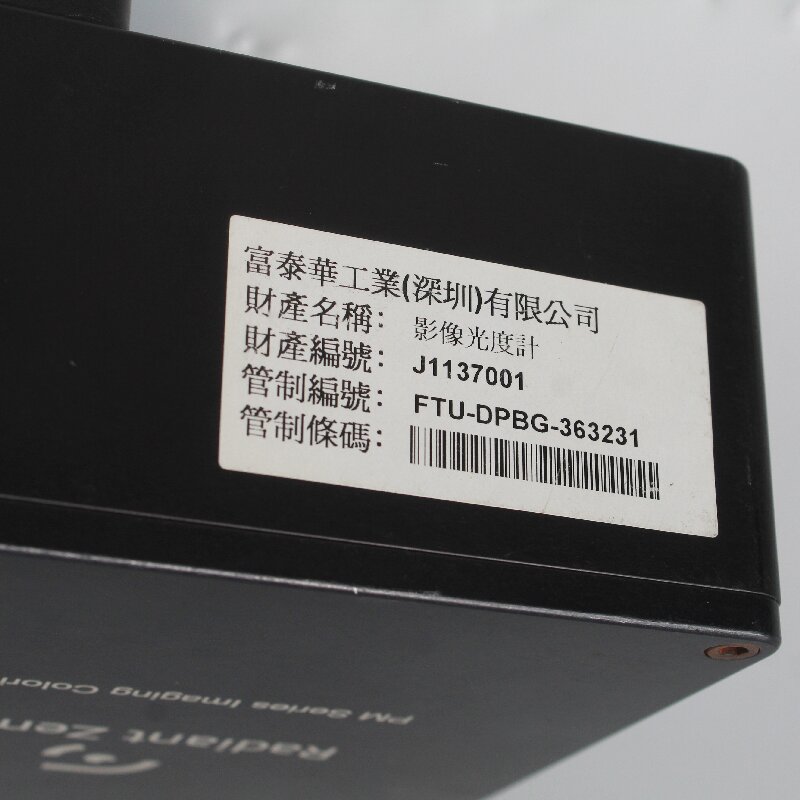 富泰華工業(深圳)有限公司
財產名稱: 影像光度計
財產編號: J1137001
管制編號: FTU-DPBG-363231
管制條碼:
PM Series Imaging
Radiant